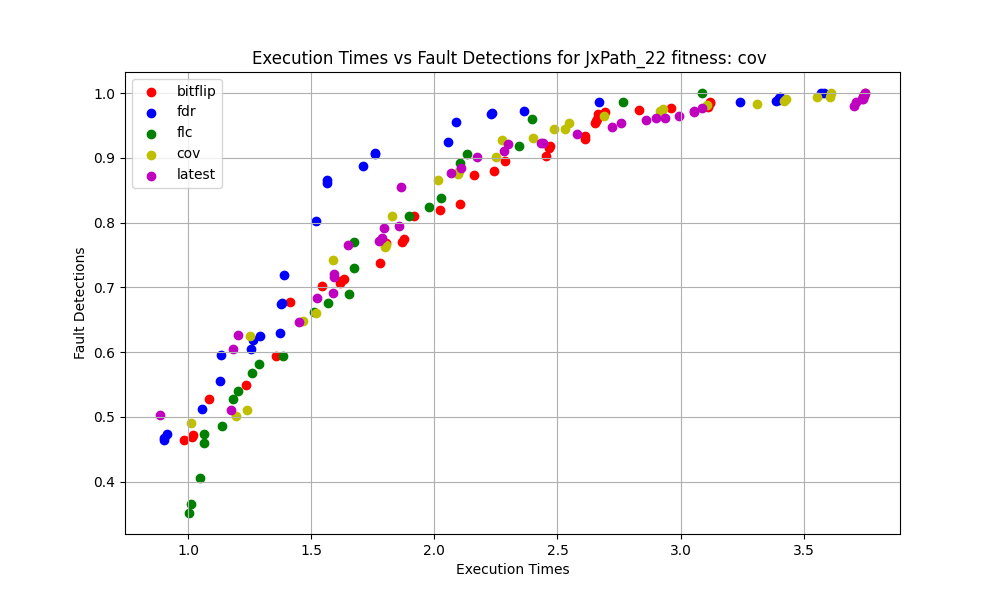 Execution Times vs Fault Detections for JxPath_22 fitness: cov
bitflip
fdr
flc
cov
latest
Fault Detections
1.0
0.9
0.8
0.7
0.6
0.5
0.4
1.0 1.5 2.0 2.5 3.0 3.5
Execution Times